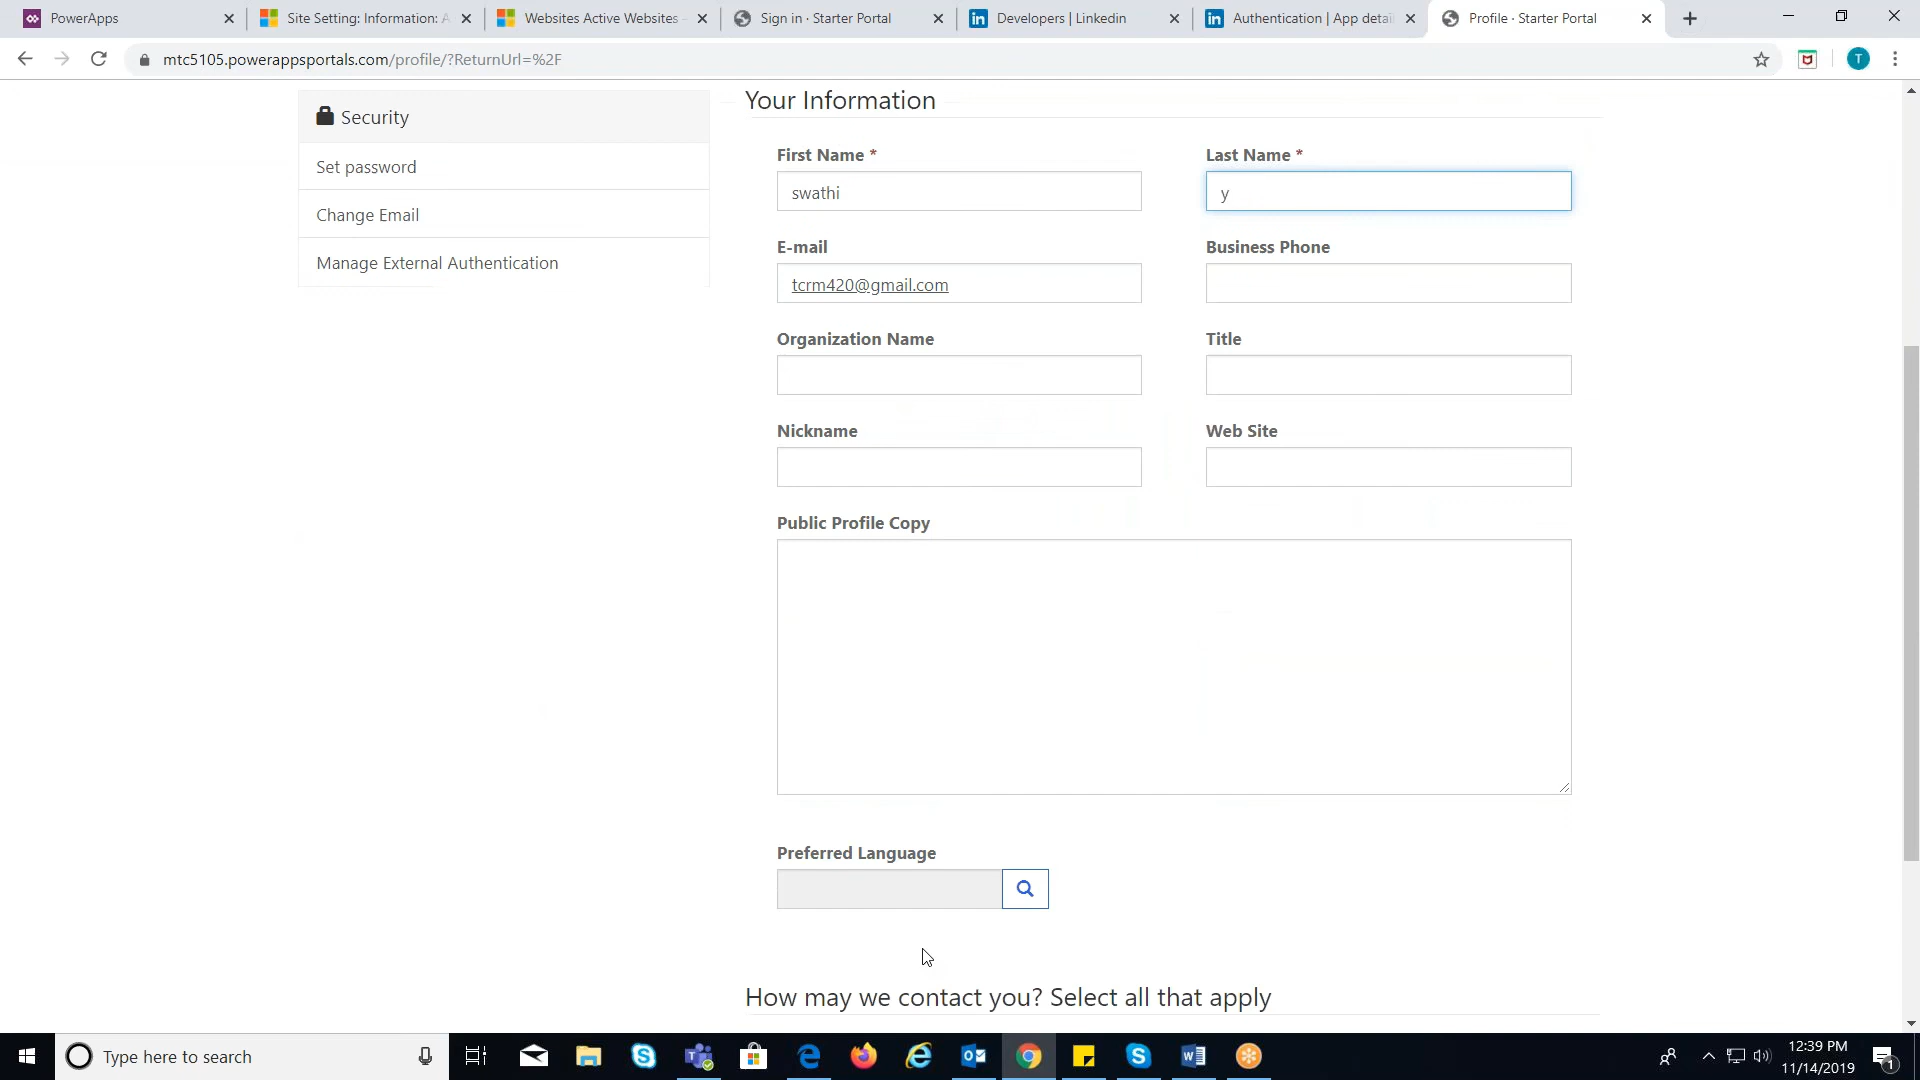 PowerApps
Site Setting: Information: A
Websites Active Websites -
Sign in · Starter Portal
Developers | Linkedin
Authentication | App detai
Profile · Starter Portal
mtc5105.powerappsportals.com/profile/?ReturnUrl=%2F
T
Security
Set password
Change Email
Manage External Authentication
Your Information
First Name *
Last Name *
swathi
y
E-mail
Business Phone
tcrm420@gmail.com
Organization Name
Title
Nickname
Web Site
Public Profile Copy
Preferred Language
How may we contact you? Select all that apply
Type here to search
12:39 PM
11/14/2019
1